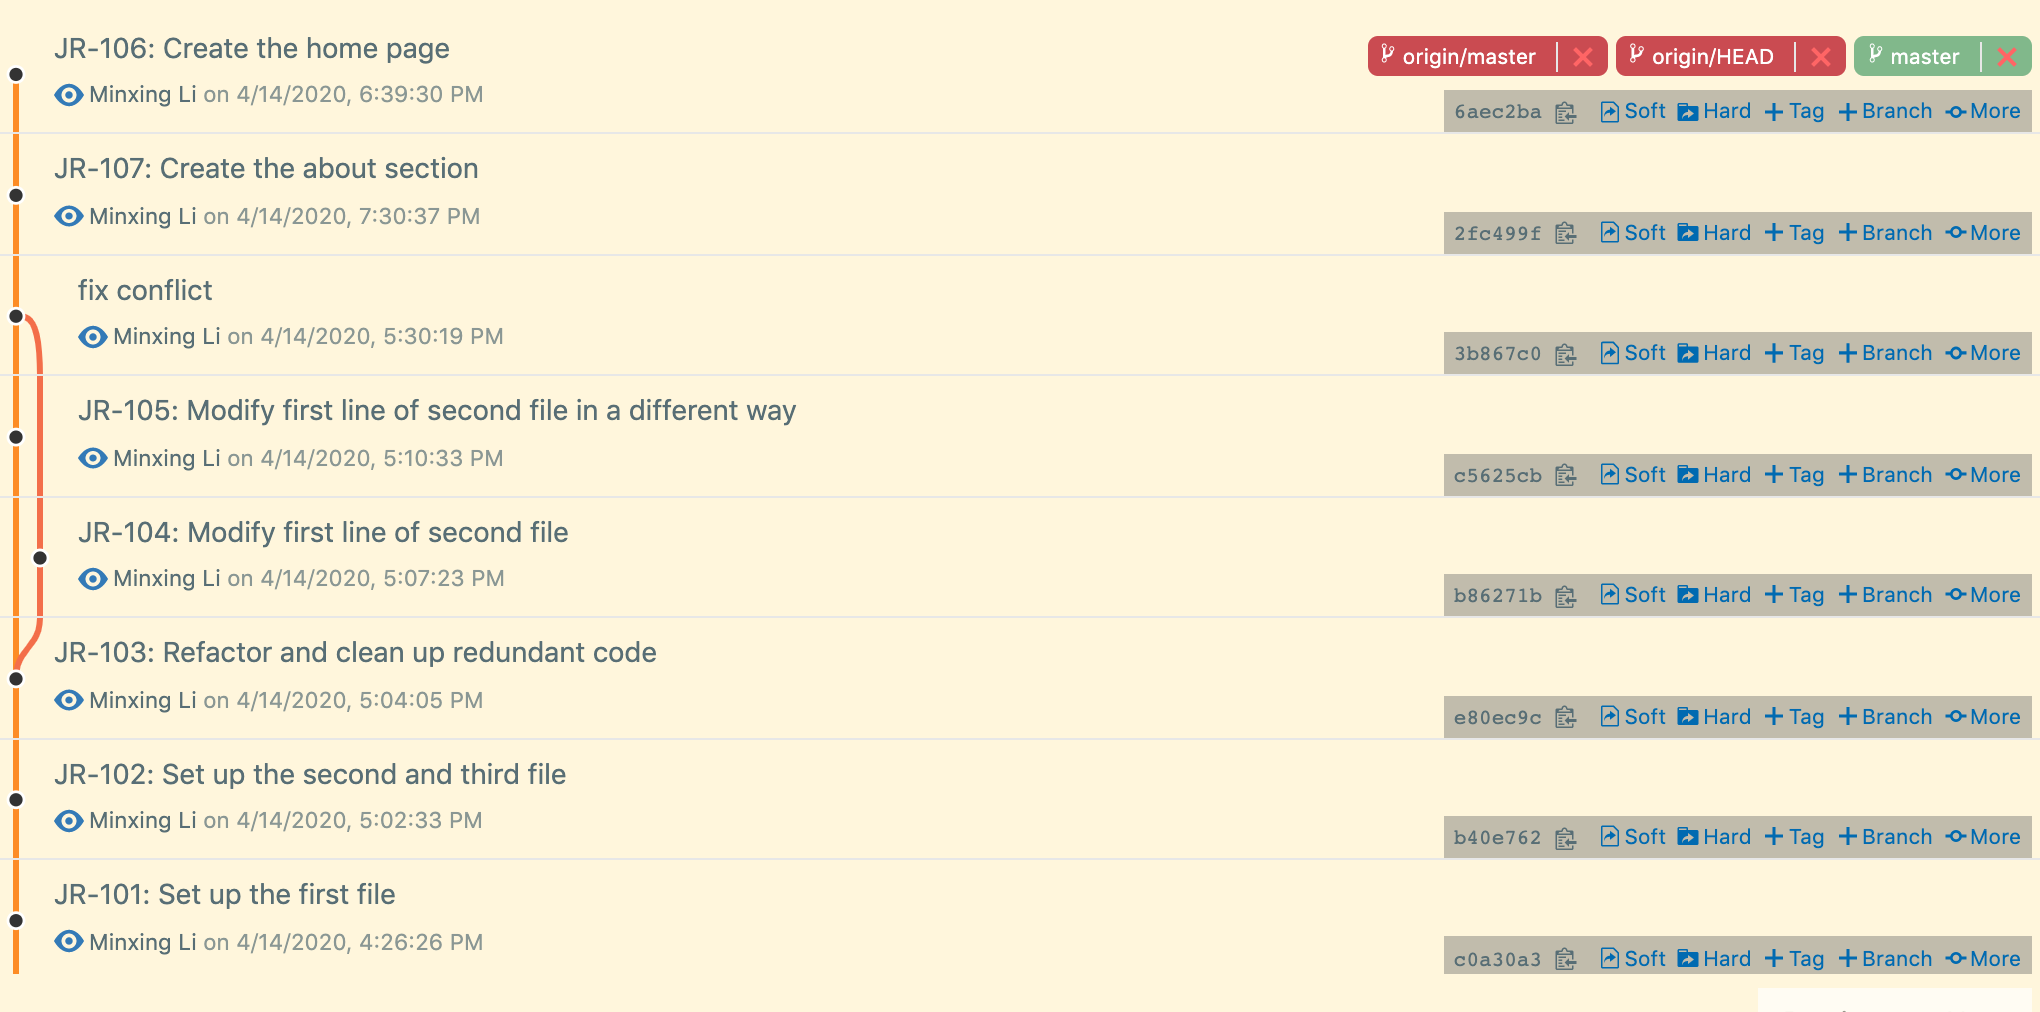 JR-106: Create the home page
origin/master
origin/HEAD
master
Minxing Li on 4/14/2020, 6:39:30 PM
6aec2ba Soft Hard + Tag + Branch More
JR-107: Create the about section
Minxing Li on 4/14/2020, 7:30:37 PM
2fc499f Soft Hard + Tag + Branch More
fix conflict
Minxing Li on 4/14/2020, 5:30:19 PM
3b867c0 Soft Hard + Tag + Branch More
JR-105: Modify first line of second file in a different way
Minxing Li on 4/14/2020, 5:10:33 PM
c5625cb Soft Hard + Tag + Branch More
JR-104: Modify first line of second file
Minxing Li on 4/14/2020, 5:07:23 PM
b86271b Soft Hard + Tag + Branch More
JR-103: Refactor and clean up redundant code
Minxing Li on 4/14/2020, 5:04:05 PM
e80ec9c Soft Hard + Tag + Branch More
JR-102: Set up the second and third file
Minxing Li on 4/14/2020, 5:02:33 PM
b40e762 Soft Hard + Tag + Branch More
JR-101: Set up the first file
Minxing Li on 4/14/2020, 4:26:26 PM
c0a30a3 Soft Hard + Tag + Branch More